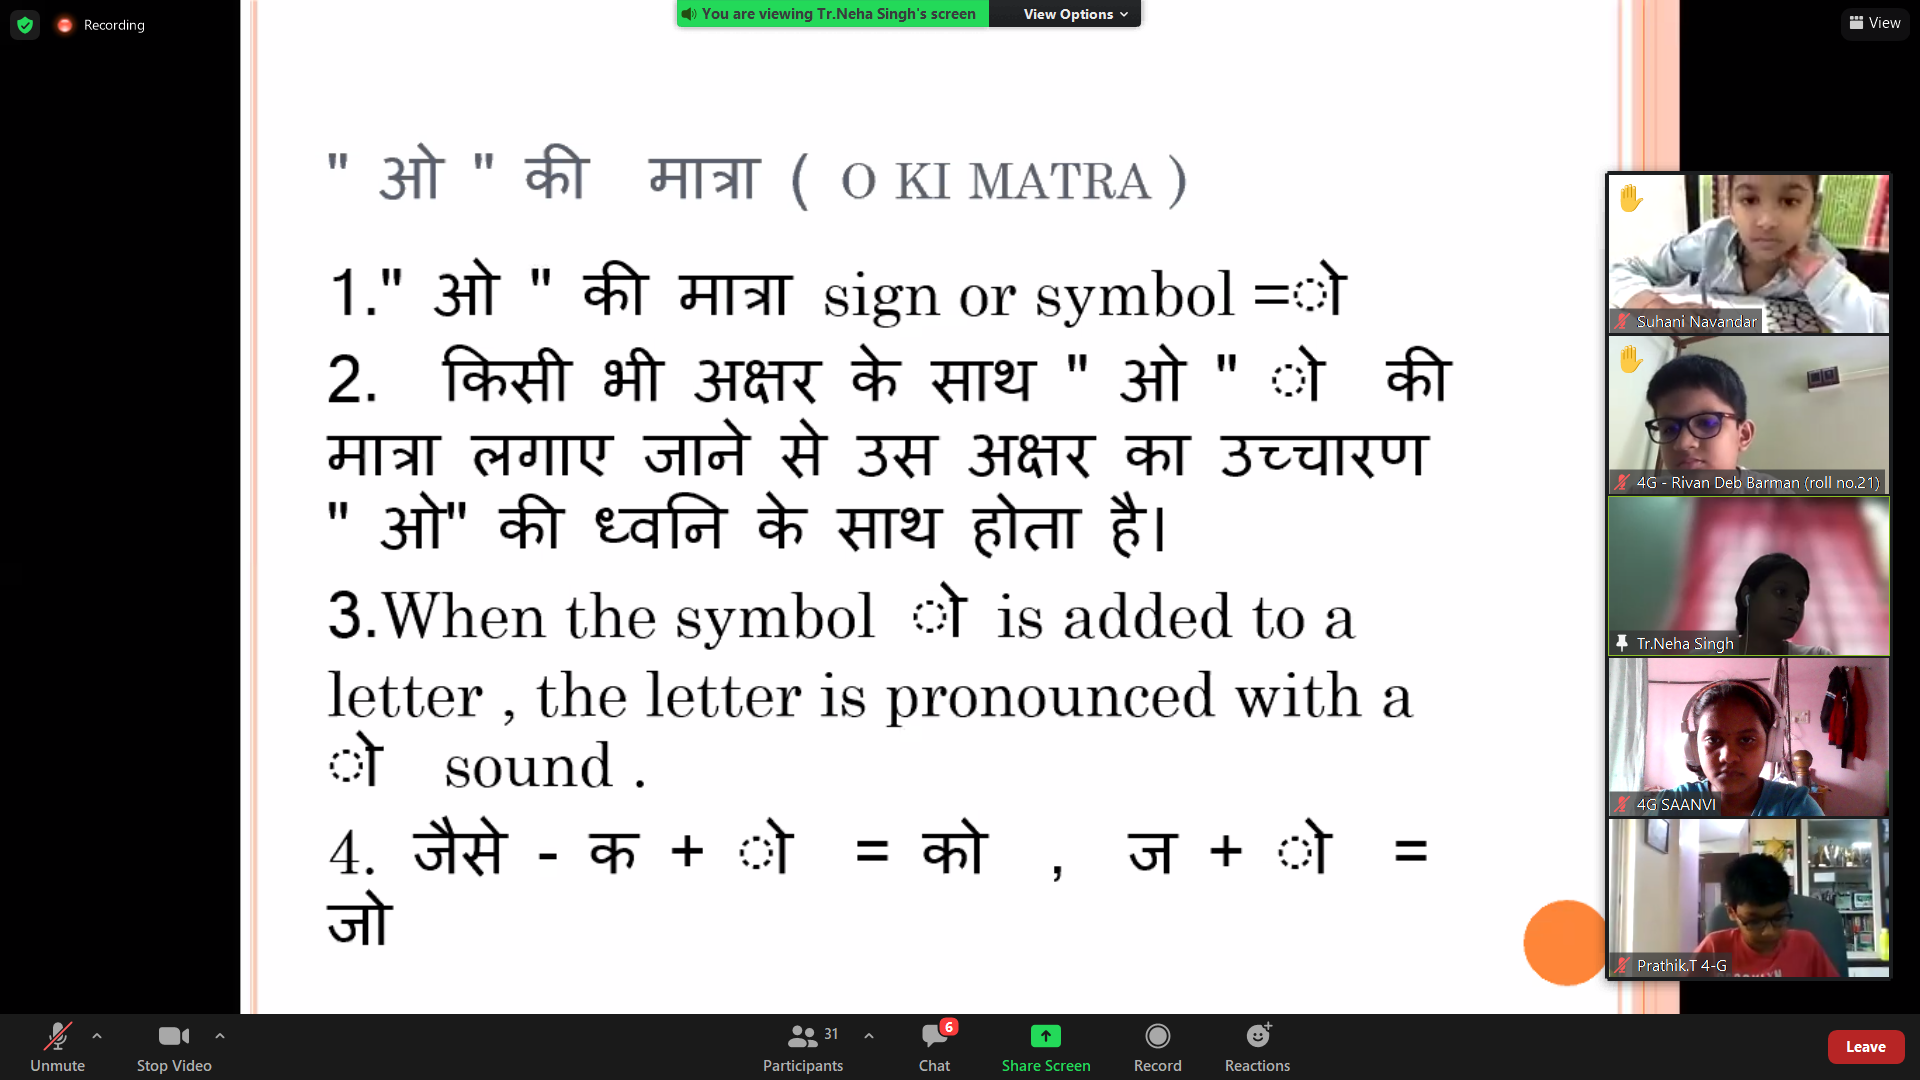 Recording
You are viewing Tr.Neha Singh's screen
View Options
View
" ओ " की मात्रा ( O KI MATRA )
1." ओ " की मात्रा sign or symbol =ो
2. किसी भी अक्षर के साथ " ओ " ो की
मात्रा लगाए जाने से उस अक्षर का उच्चारण
" ओ" की ध्वनि के साथ होता है।
3.When the symbol ो is added to a
letter , the letter is pronounced with a
ो sound .
4. जैसे - क + ो = को , ज + ो =
जो
Suhani Navandar
4G - Rivan Deb Barman (roll no.21)
Tr.Neha Singh
4G SAANVI
Prathik.T 4-G
Unmute
Stop Video
31
Participants
6
Chat
Share Screen
Record
Reactions
Leave